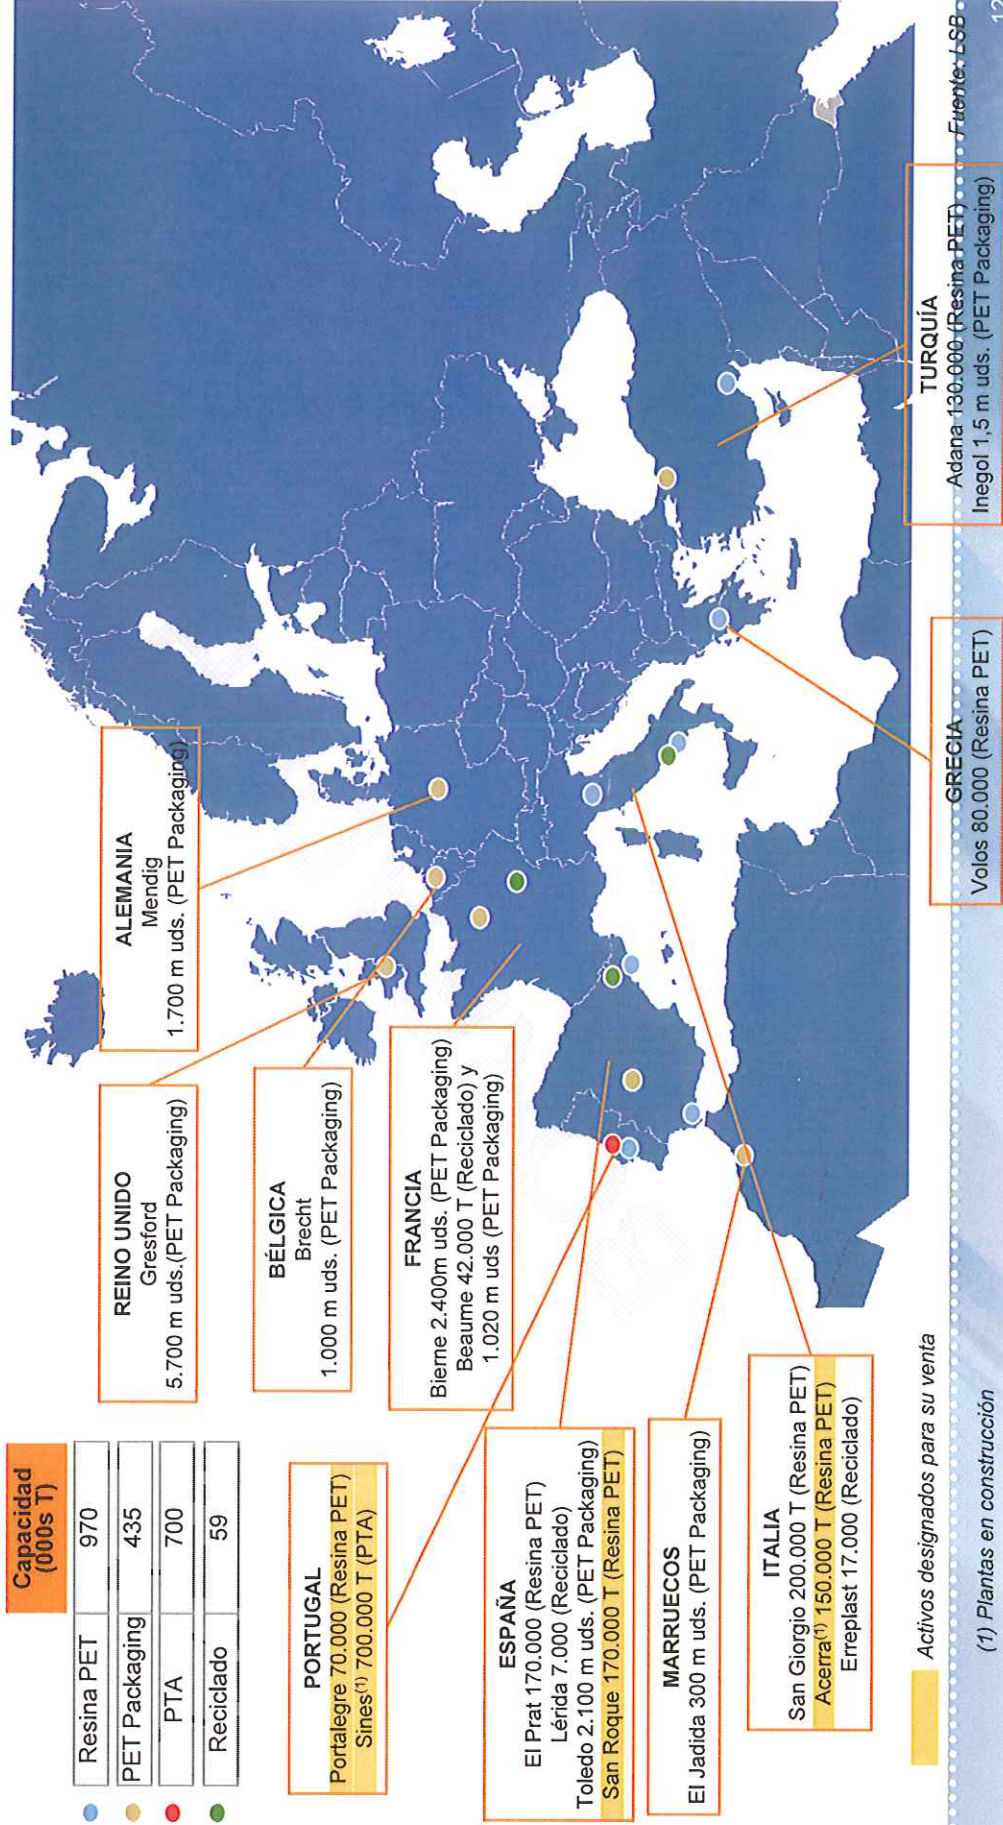 Capacidad
(000s T)
Resina PET 970
PET Packaging 435
PTA 700
Reciclado 59
REINO UNIDO
Gresford
5.700 m uds.(PET Packaging)
ALEMANIA
Mendig
1.700 m uds. (PET Packaging)
BÉLGICA
Brecht
1.000 m uds. (PET Packaging)
FRANCIA
Bierne 2.400m uds. (PET Packaging)
Beaume 42.000 T (Reciclado) y
1.020 m uds (PET Packaging)
PORTUGAL
Portalegre 70.000 (Resina PET)
Sines(1) 700.000 T (PTA)
ESPAÑA
El Prat 170.000 (Resina PET)
Lérida 7.000 (Reciclado)
Toledo 2.100 m uds. (PET Packaging)
San Roque 170.000 T (Resina PET)
MARRUECOS
El Jadida 300 m uds. (PET Packaging)
ITALIA
San Giorgio 200.000 T (Resina PET)
Acerra(1) 150.000 T (Resina PET)
Erreplast 17.000 (Reciclado)
GRECIA
Volos 80.000 (Resina PET)
TURQUÍA
Adana 130.000 (Resina PET)
Inegol 1,5 m uds. (PET Packaging)
Activos designados para su venta
(1) Plantas en construcción
Fuente: LSB
12